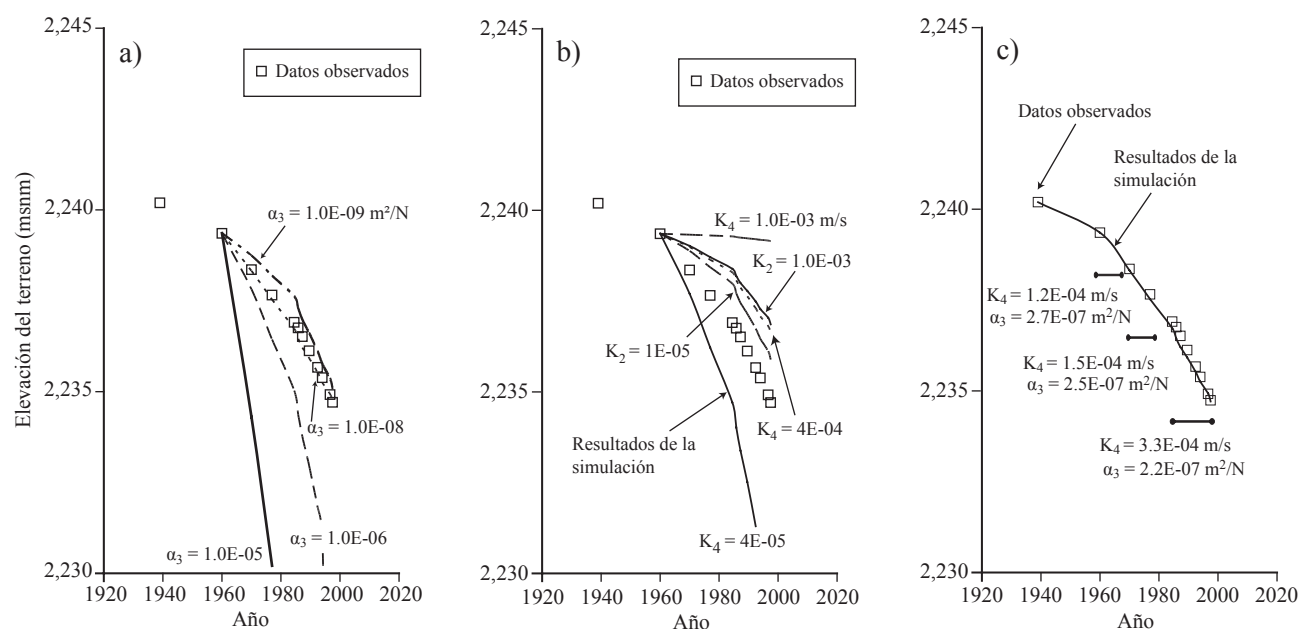 Elevación del terreno (msnm)
a)
2,245
2,240
2,235
2,230
Datos observados
α₃ = 1.0E-09 m²/N
α₃ = 1.0E-08
α₃ = 1.0E-06
α₃ = 1.0E-05
1920 1940 1960 1980 2000 2020
Año
b)
2,245
2,240
2,235
2,230
Datos observados
K₄ = 1.0E-03 m/s
K₂ = 1.0E-03
K₂ = 1E-05
K₄ = 4E-04
Resultados de la
simulación
K₄ = 4E-05
1920 1940 1960 1980 2000 2020
Año
c)
2,245
2,240
2,235
2,230
Datos observados
Resultados de la
simulación
K₄ = 1.2E-04 m/s
α₃ = 2.7E-07 m²/N
K₄ = 1.5E-04 m/s
α₃ = 2.5E-07 m²/N
K₄ = 3.3E-04 m/s
α₃ = 2.2E-07 m²/N
1920 1940 1960 1980 2000 2020
Año